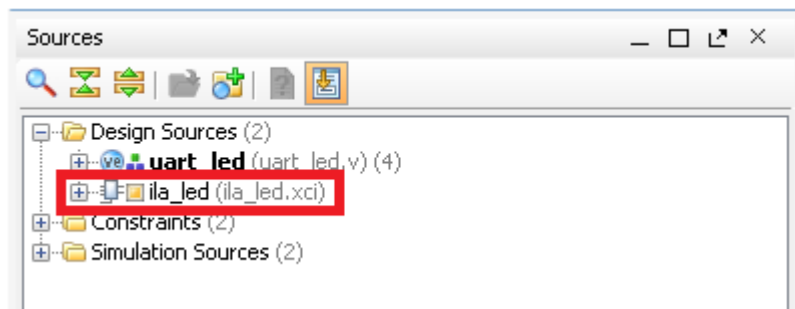 Sources
Design Sources (2)
uart_led (uart_led.v) (4)
ila_led (ila_led.xci)
Constraints (2)
Simulation Sources (2)